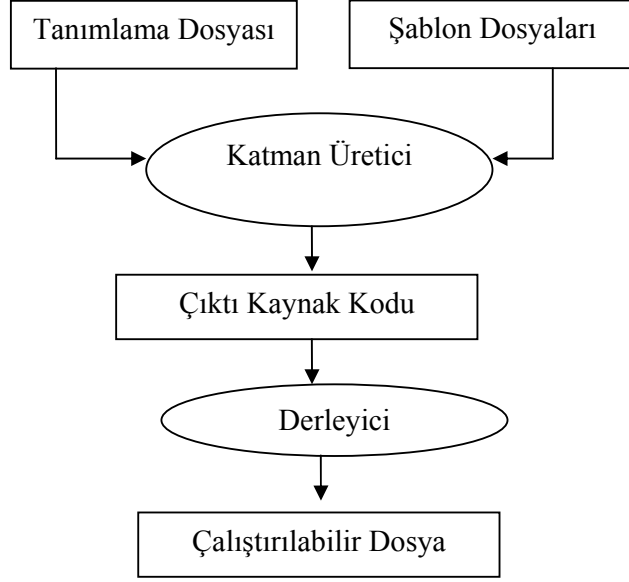 Tanımlama Dosyası
Şablon Dosyaları
Katman Üretici
Çıktı Kaynak Kodu
Derleyici
Çalıştırılabilir Dosya